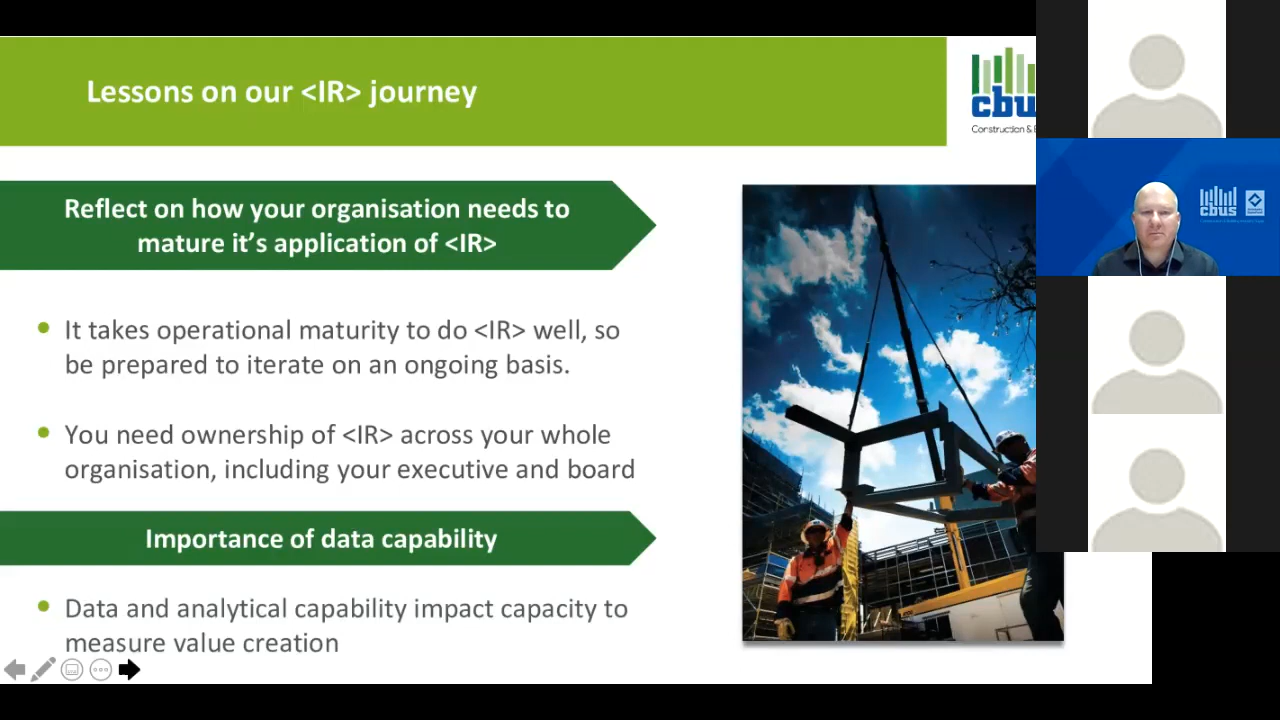 Lessons on our <IR> journey
cbus
Construction &
Reflect on how your organisation needs to
mature it’s application of <IR>
cbus
It takes operational maturity to do <IR> well, so
be prepared to iterate on an ongoing basis.
You need ownership of <IR> across your whole
organisation, including your executive and board
Importance of data capability
Data and analytical capability impact capacity to
measure value creation